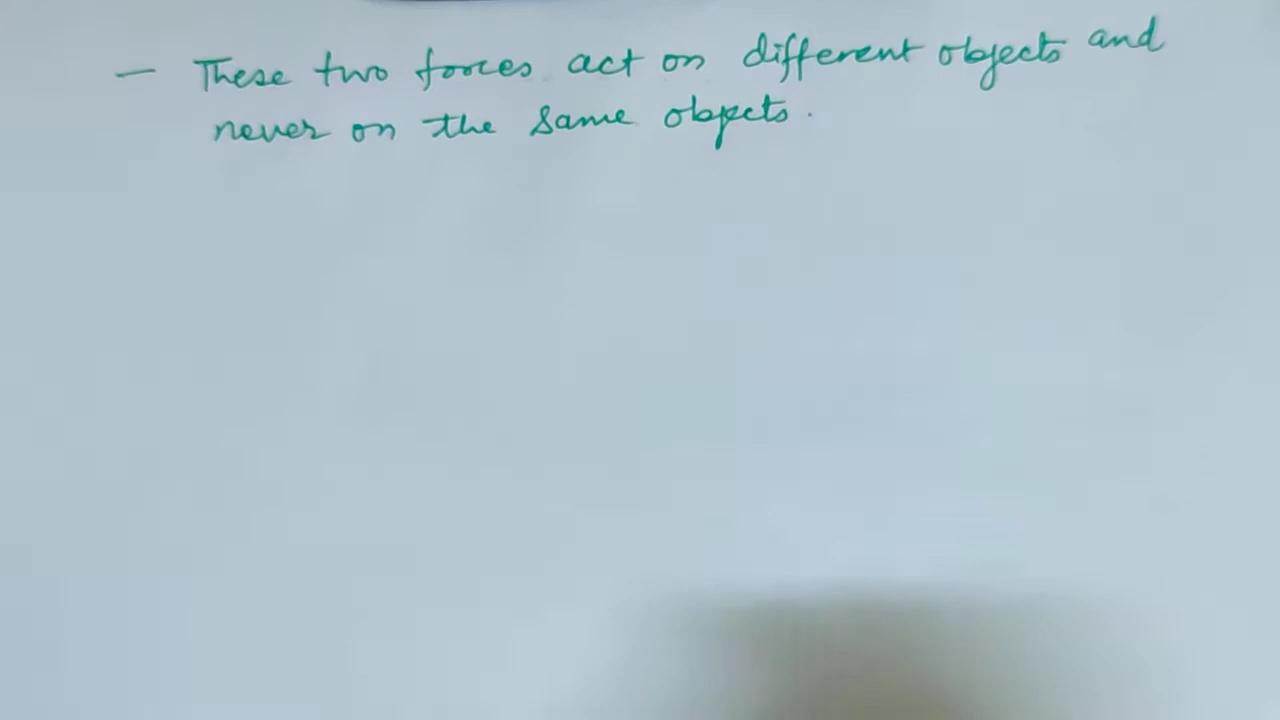 — These two forces act on different objects and
never on the same objects.